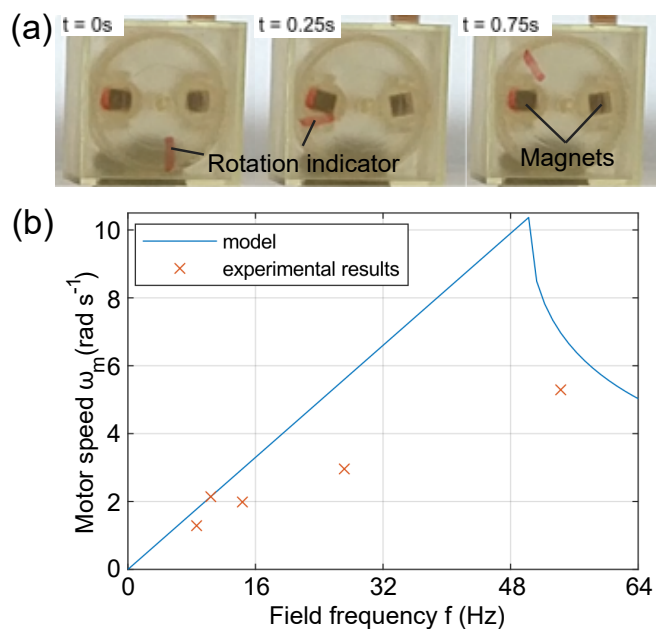 (a)
t = 0s
t = 0.25s
t = 0.75s
Rotation indicator
Magnets
(b)
10
8
6
4
2
0
model
experimental results
Motor speed ω_m (rad s⁻¹)
0
16
32
48
64
Field frequency f (Hz)